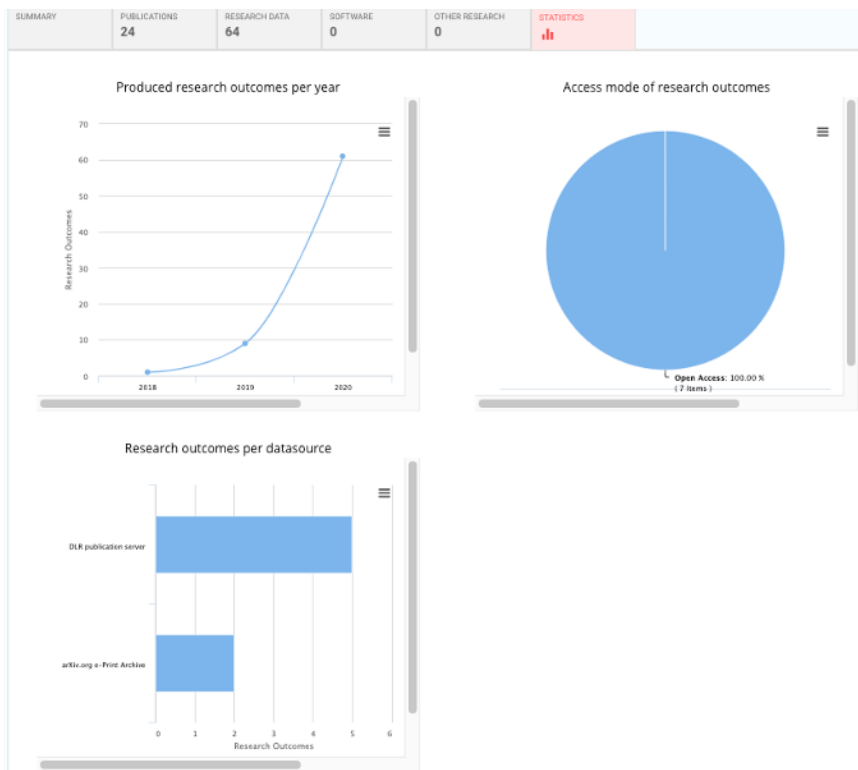 SUMMARY
PUBLICATIONS
24
RESEARCH DATA
64
SOFTWARE
0
OTHER RESEARCH
0
STATISTICS
Produced research outcomes per year
70
60
50
40
30
20
10
0
Research Outcomes
2018 2019 2020
Access mode of research outcomes
Open Access: 100.00 %
( 7 Items )
Research outcomes per datasource
DLR publication server
arXiv.org e-Print Archive
0 1 2 3 4 5 6
Research Outcomes